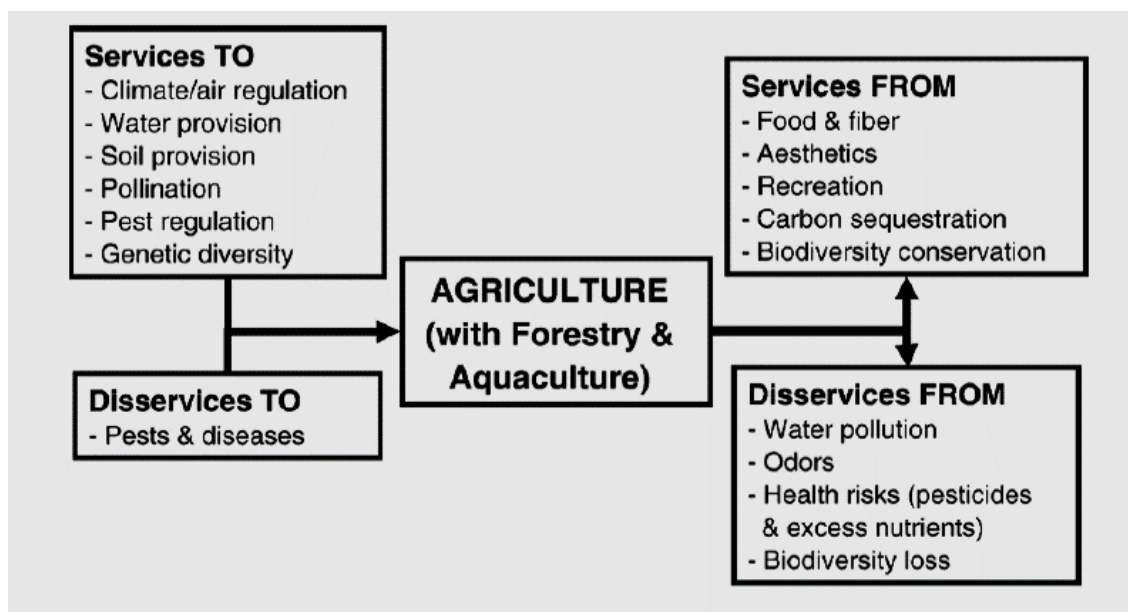 Services TO
- Climate/air regulation
- Water provision
- Soil provision
- Pollination
- Pest regulation
- Genetic diversity
Disservices TO
- Pests & diseases
AGRICULTURE
(with Forestry &
Aquaculture)
Services FROM
- Food & fiber
- Aesthetics
- Recreation
- Carbon sequestration
- Biodiversity conservation
Disservices FROM
- Water pollution
- Odors
- Health risks (pesticides
& excess nutrients)
- Biodiversity loss